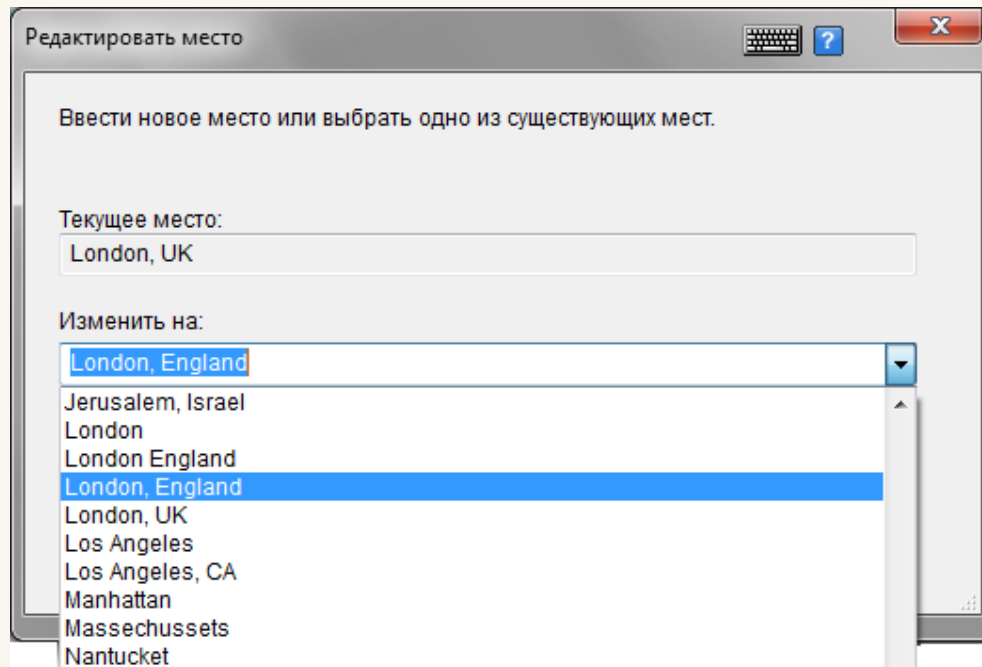 Редактировать место
?
Ввести новое место или выбрать одно из существующих мест.
Текущее место:
London, UK
Изменить на:
London, England
Jerusalem, Israel
London
London England
London, England
London, UK
Los Angeles
Los Angeles, CA
Manhattan
Massechussets
Nantucket